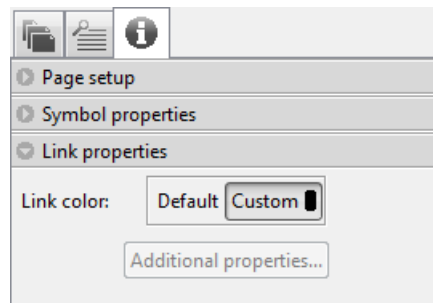 Page setup
Symbol properties
Link properties
Link color: Default Custom
Additional properties...